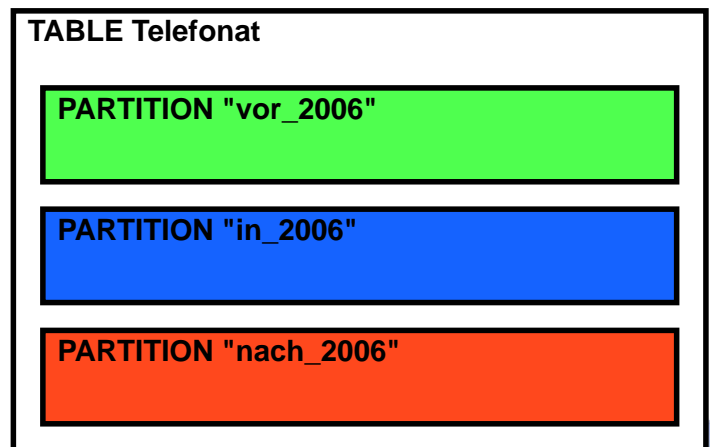 TABLE Telefonat
PARTITION "vor_2006"
PARTITION "in_2006"
PARTITION "nach_2006"